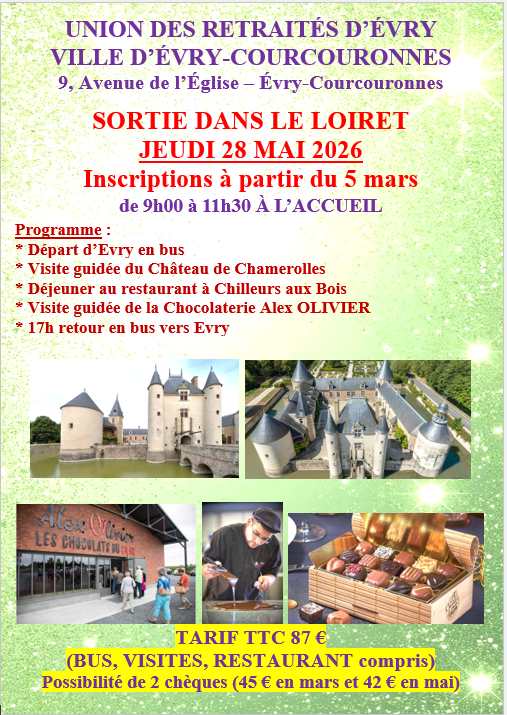 UNION DES RETRAITÉS D’ÉVRY
VILLE D’ÉVRY-COURCOURONNES
9, Avenue de l’Église – Évry-Courcouronnes
SORTIE DANS LE LOIRET
JEUDI 28 MAI 2026
Inscriptions à partir du 5 mars
de 9h00 à 11h30 À L’ACCUEIL
Programme :
* Départ d’Evry en bus
* Visite guidée du Château de Chamerolles
* Déjeuner au restaurant à Chilleurs aux Bois
* Visite guidée de la Chocolaterie Alex OLIVIER
* 17h retour en bus vers Evry
Alex Olivier
LES CHOCOLATS DU CŒUR
TARIF TTC 87 €
(BUS, VISITES, RESTAURANT compris)
Possibilité de 2 chèques (45 € en mars et 42 € en mai)